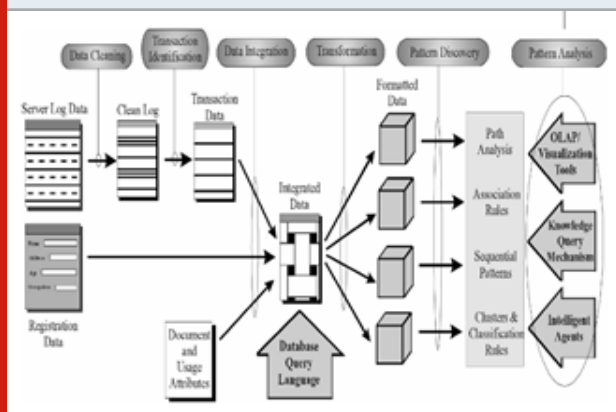 Data Cleaning
Transaction
Identification
Data Integration
Transformation
Pattern Discovery
Pattern Analysis
Server Log Data
Clean Log
Transaction
Data
Integrated
Data
Formatted
Data
Path
Analysis
Association
Rules
Sequential
Patterns
Clusters &
Classification
Rules
OLAP/
Visualization
Tools
Knowledge
Query
Mechanism
Intelligent
Agents
Registration
Data
Document
and
Usage
Attributes
Database
Query
Language